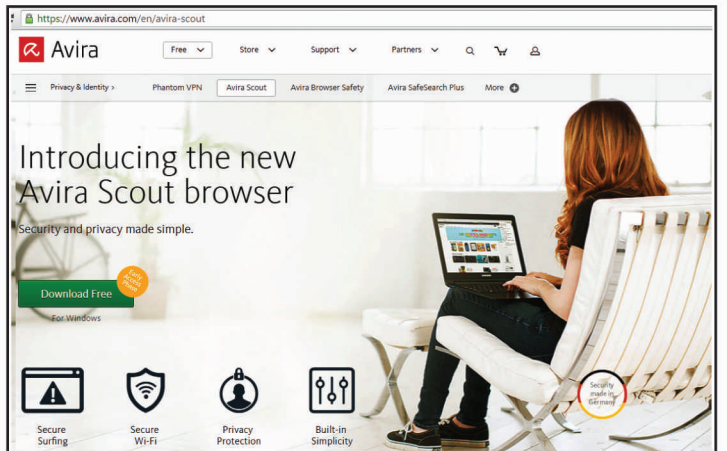 https://www.avira.com/en/avira-scout
Avira
Free Store Support Partners
Privacy & Identity > Phantom VPN Avira Scout Avira Browser Safety Avira SafeSearch Plus More
Introducing the new
Avira Scout browser
Security and privacy made simple.
Early
Access
Phase
Download Free
For Windows
Secure
Surfing
Secure
Wi-Fi
Privacy
Protection
Built-in
Simplicity
Security
made in
Germany